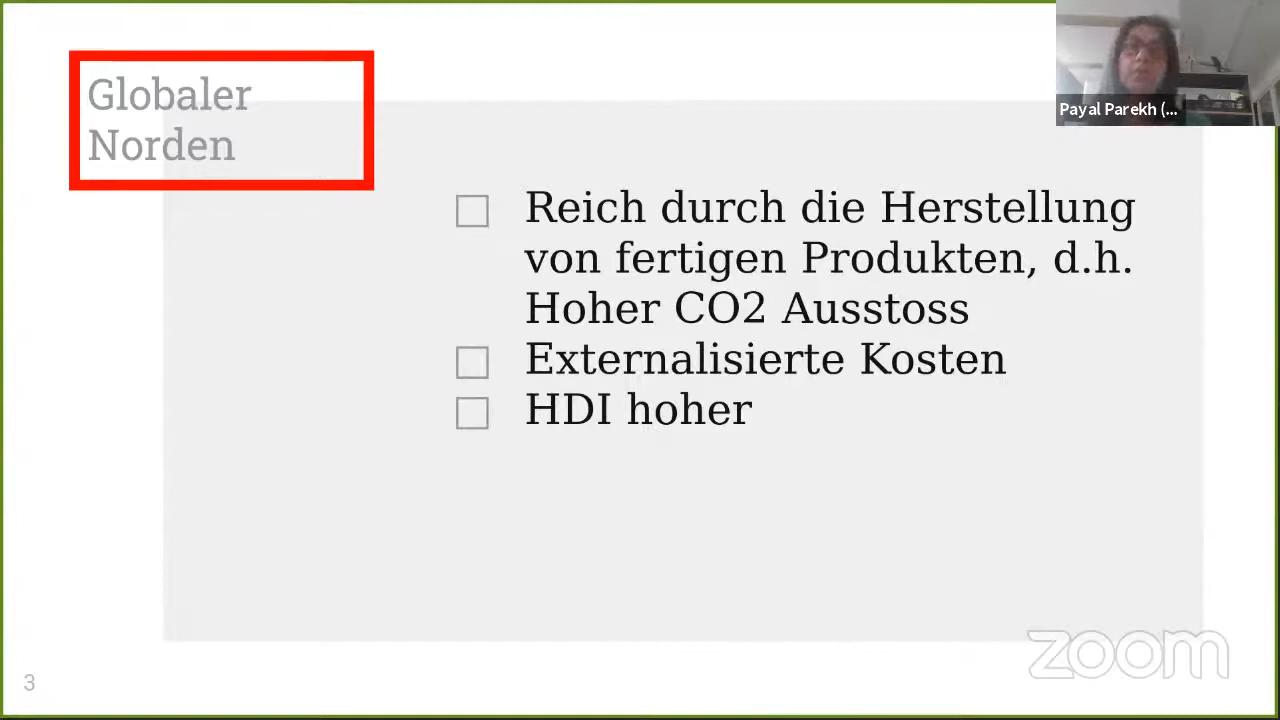 Globaler
Norden
Payal Parekh (...
Reich durch die Herstellung
von fertigen Produkten, d.h.
Hoher CO2 Ausstoss
Externalisierte Kosten
HDI hoher
zoom
3